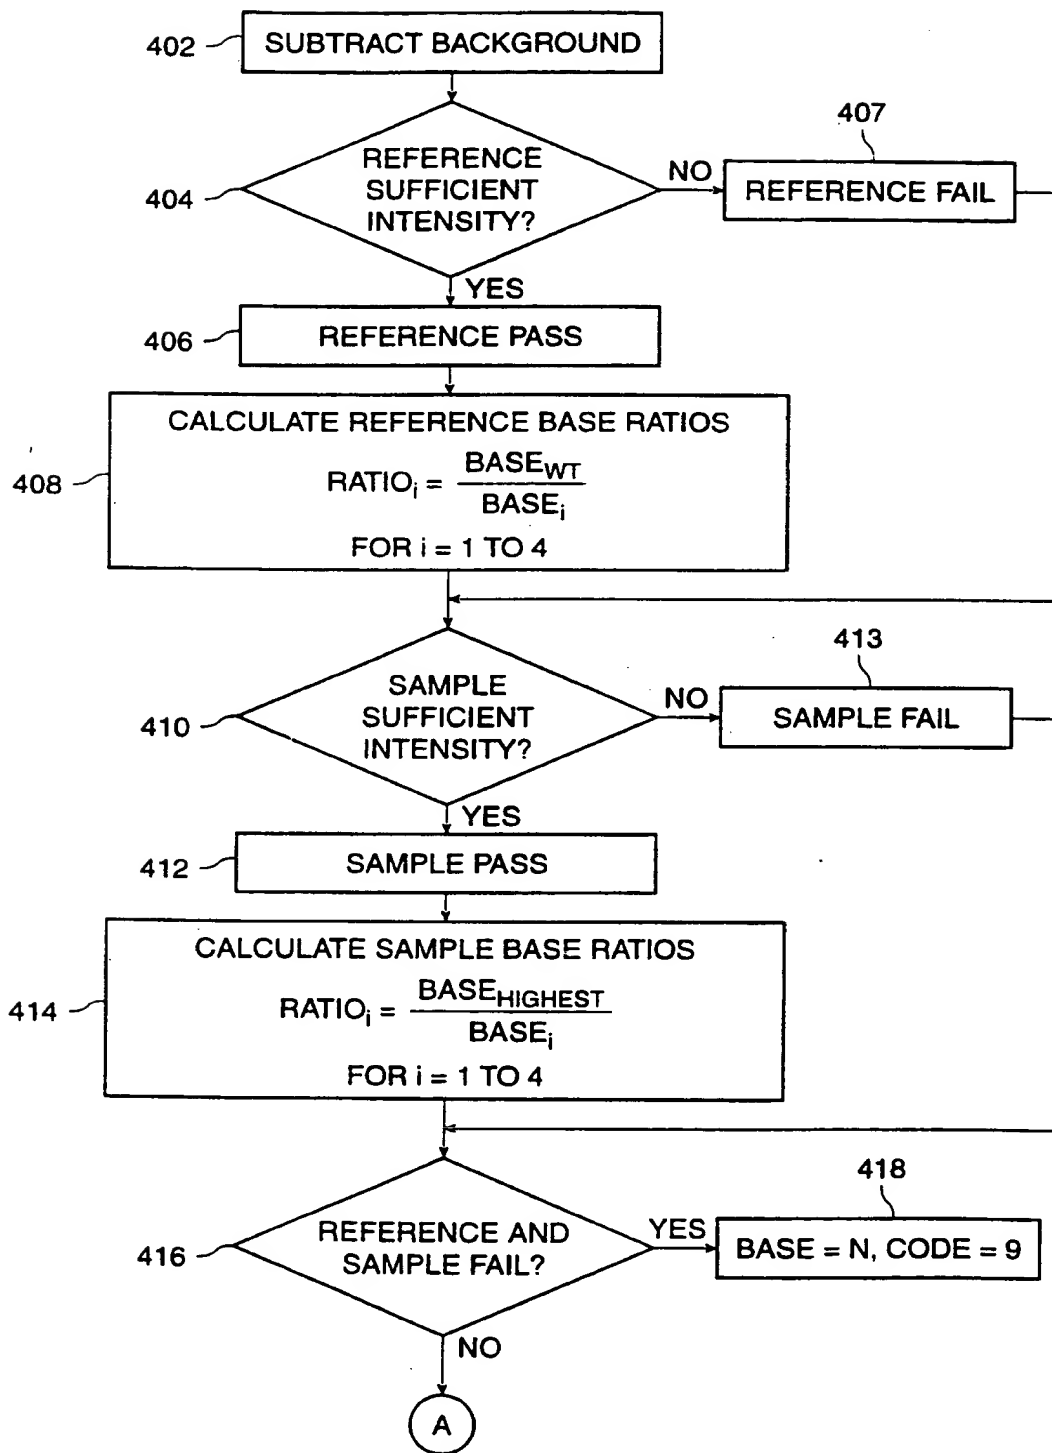 402
SUBTRACT BACKGROUND
404
REFERENCE
SUFFICIENT
INTENSITY?
NO
407
REFERENCE FAIL
YES
406
REFERENCE PASS
408
CALCULATE REFERENCE BASE RATIOS
RATIOi = BASEWT / BASEi
FOR i = 1 TO 4
410
SAMPLE
SUFFICIENT
INTENSITY?
NO
413
SAMPLE FAIL
YES
412
SAMPLE PASS
414
CALCULATE SAMPLE BASE RATIOS
RATIOi = BASEHIGHEST / BASEi
FOR i = 1 TO 4
416
REFERENCE AND
SAMPLE FAIL?
YES
418
BASE = N, CODE = 9
NO
A